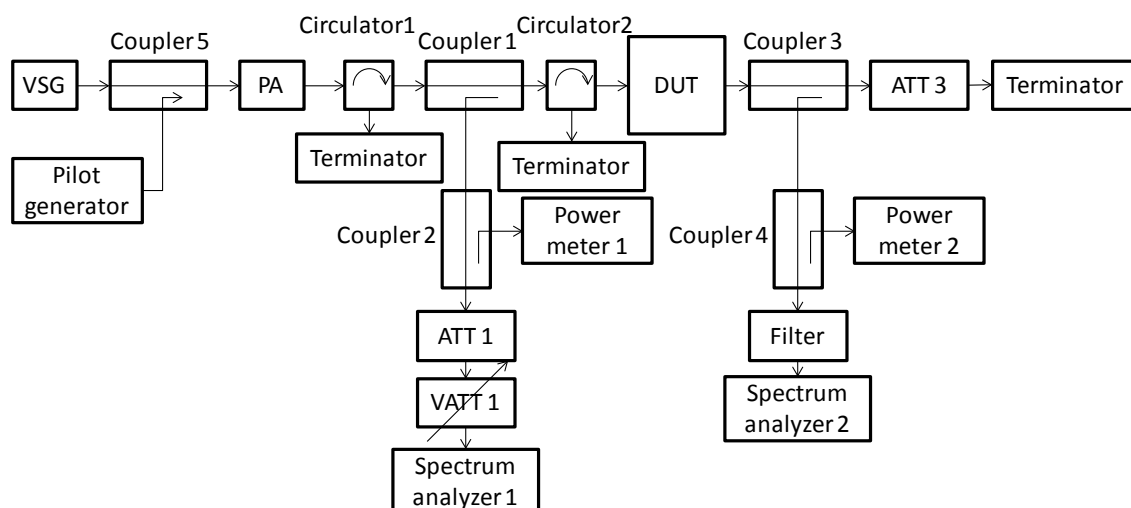 Circulator1
Circulator2
Coupler 5
Coupler 1
Coupler 3
VSG
PA
DUT
ATT 3
Terminator
Terminator
Terminator
Pilot
generator
Coupler 2
Power
meter 1
Coupler 4
Power
meter 2
ATT 1
Filter
VATT 1
Spectrum
analyzer 2
Spectrum
analyzer 1